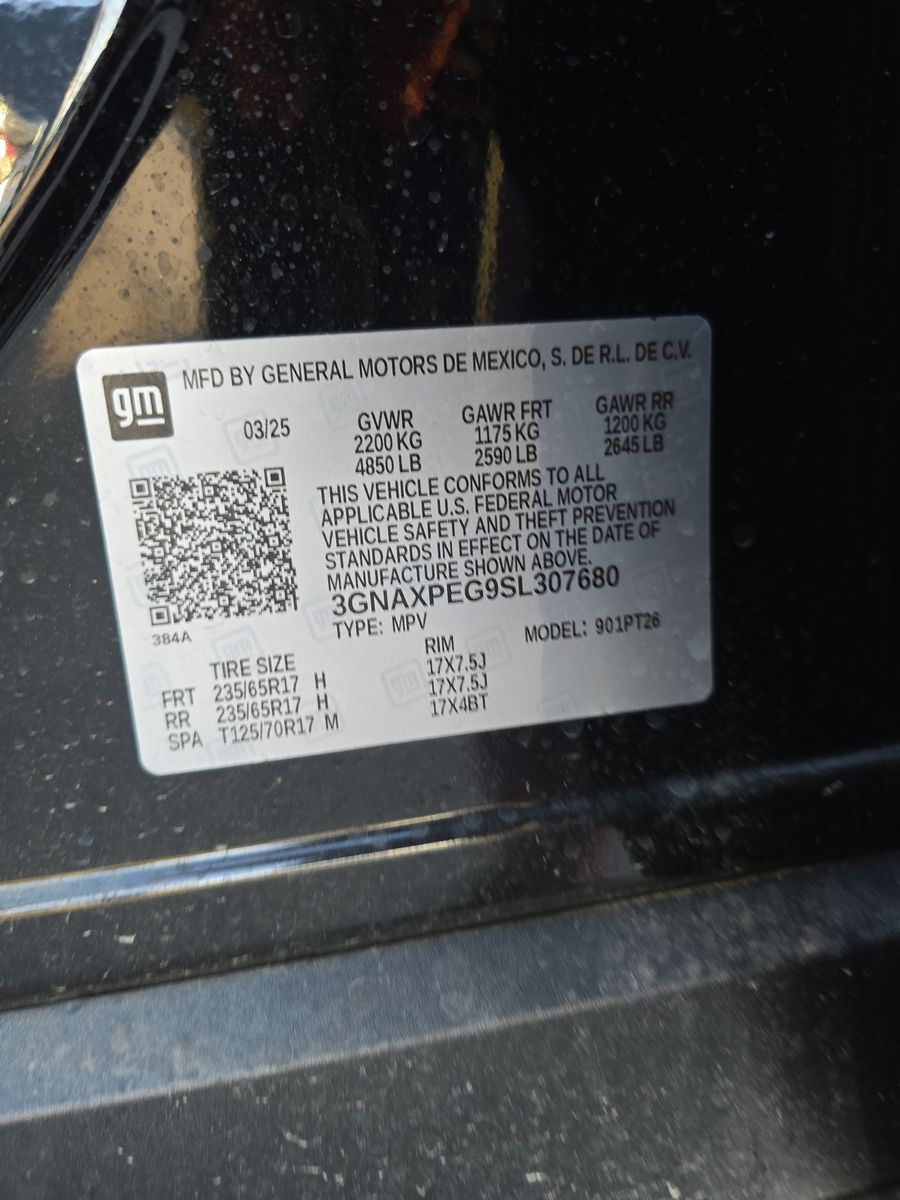 gm
MFD BY GENERAL MOTORS DE MEXICO, S. DE R.L. DE C.V.
03/25
GVWR
2200 KG
4850 LB
GAWR FRT
1175 KG
2590 LB
GAWR RR
1200 KG
2645 LB
THIS VEHICLE CONFORMS TO ALL
APPLICABLE U.S. FEDERAL MOTOR
VEHICLE SAFETY AND THEFT PREVENTION
STANDARDS IN EFFECT ON THE DATE OF
MANUFACTURE SHOWN ABOVE.
3GNAXPEG9SL307680
TYPE: MPV
MODEL: 901PT26
384A
TIRE SIZE RIM
FRT 235/65R17 H 17X7.5J
RR 235/65R17 H 17X7.5J
SPA T125/70R17 M 17X4BT